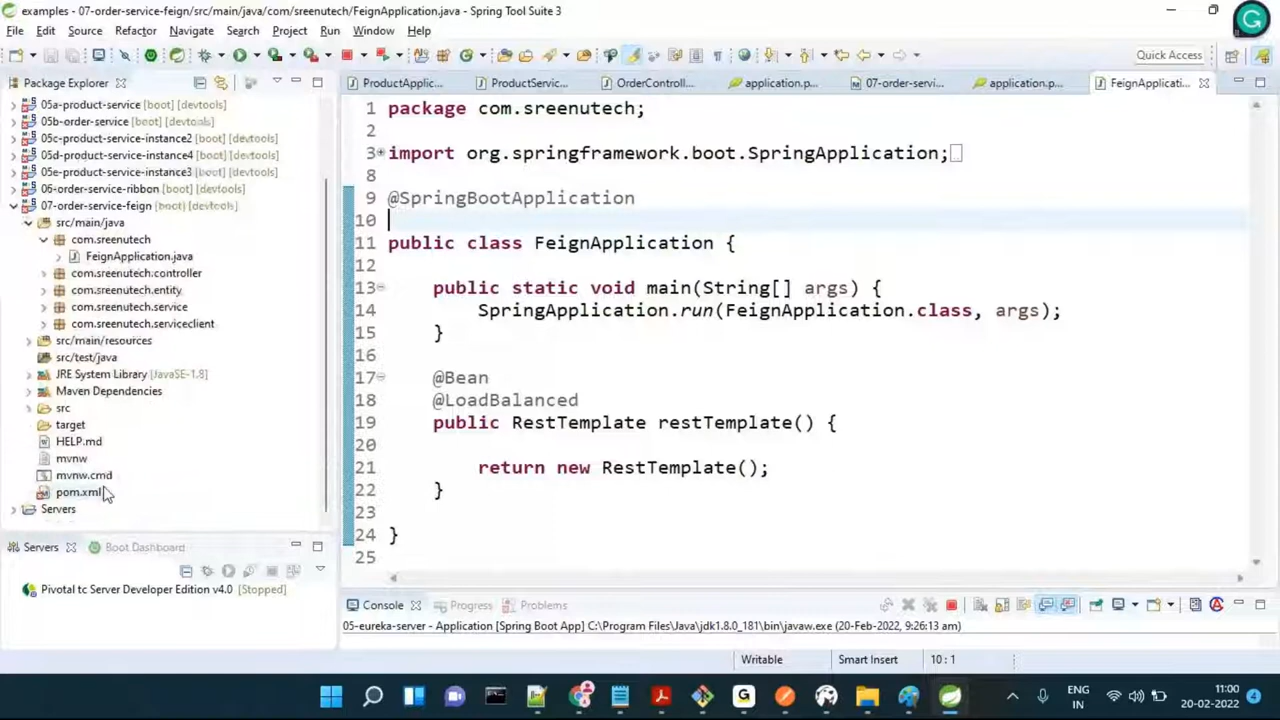 examples - 07-order-service-feign/src/main/java/com/sreenutech/FeignApplication.java - Spring Tool Suite 3
File Edit Source Refactor Navigate Search Project Run Window Help
Quick Access
Package Explorer
05a-product-service [boot] [devtools]
05b-order-service [boot] [devtools]
05c-product-service-instance2 [boot] [devtools]
05d-product-service-instance4 [boot] [devtools]
05e-product-service-instance3 [boot] [devtools]
06-order-service-ribbon [boot] [devtools]
07-order-service-feign [boot] [devtools]
src/main/java
com.sreenutech
FeignApplication.java
com.sreenutech.controller
com.sreenutech.entity
com.sreenutech.service
com.sreenutech.serviceclient
src/main/resources
src/test/java
JRE System Library [JavaSE-1.8]
Maven Dependencies
src
target
HELP.md
mvnw
mvnw.cmd
pom.xml
Servers
Servers Boot Dashboard
Pivotal tc Server Developer Edition v4.0 [Stopped]
ProductApplic... ProductServic... OrderControll... application.p... 07-order-servi... application.p... FeignApplicati...
1 package com.sreenutech;
2
3 import org.springframework.boot.SpringApplication;
8
9 @SpringBootApplication
10
11 public class FeignApplication {
12
13 public static void main(String[] args) {
14 SpringApplication.run(FeignApplication.class, args);
15 }
16
17 @Bean
18 @LoadBalanced
19 public RestTemplate restTemplate() {
20
21 return new RestTemplate();
22 }
23
24 }
25
Console Progress Problems
05-eureka-server - Application [Spring Boot App] C:\Program Files\Java\jdk1.8.0_181\bin\javaw.exe (20-Feb-2022, 9:26:13 am)
Writable Smart Insert 10 : 1
ENG
IN
11:00
20-02-2022
4